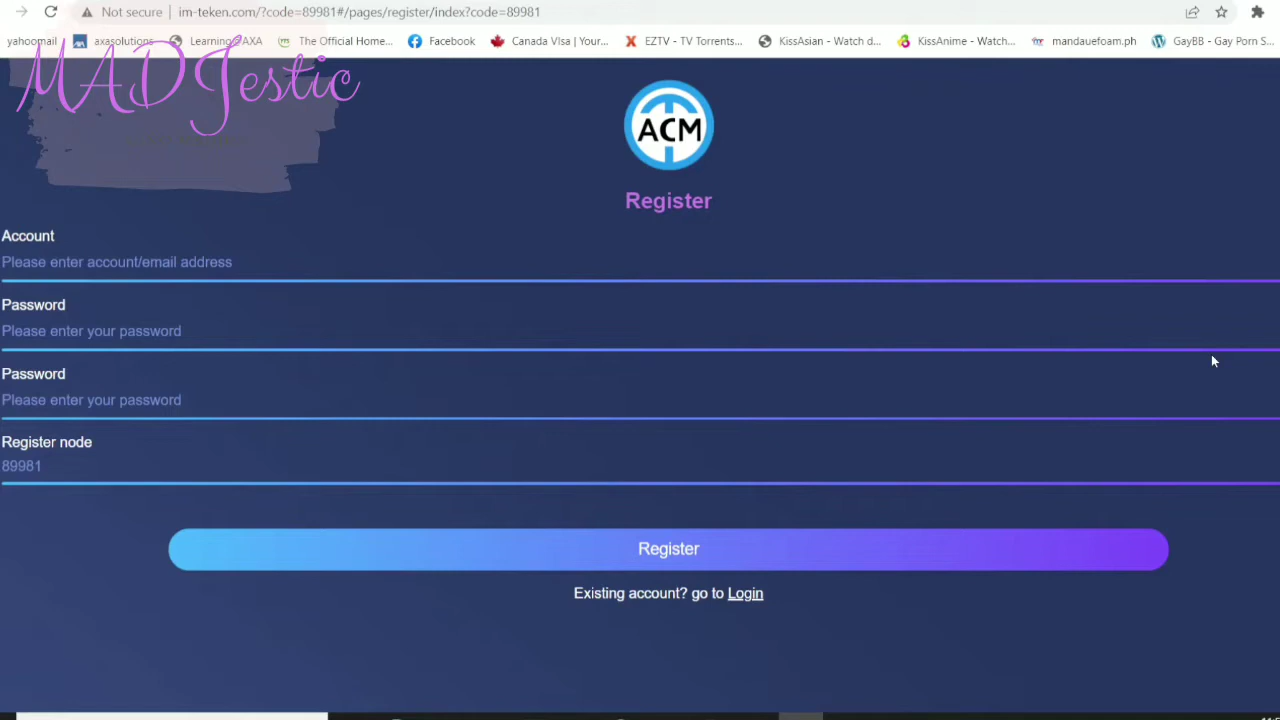 Not secure im-teken.com/?code=89981#/pages/register/index?code=89981
yahoomail axasolutions Learning@AXA The Official Home... Facebook Canada VIsa | Your... EZTV - TV Torrents... KissAsian - Watch d... KissAnime - Watch... mandauefoam.ph GayBB - Gay Porn S...
MADJestic
ACM
Register
Account
Please enter account/email address
Password
Please enter your password
Password
Please enter your password
Register node
89981
Register
Existing account? go to Login